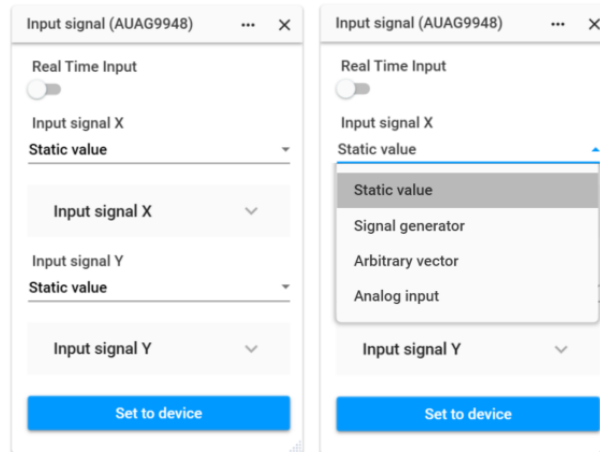 Input signal (AUAG9948)
Real Time Input
Input signal X
Static value
Input signal X
Input signal Y
Static value
Input signal Y
Set to device
Input signal (AUAG9948)
Real Time Input
Input signal X
Static value
Static value
Signal generator
Arbitrary vector
Analog input
Input signal Y
Set to device